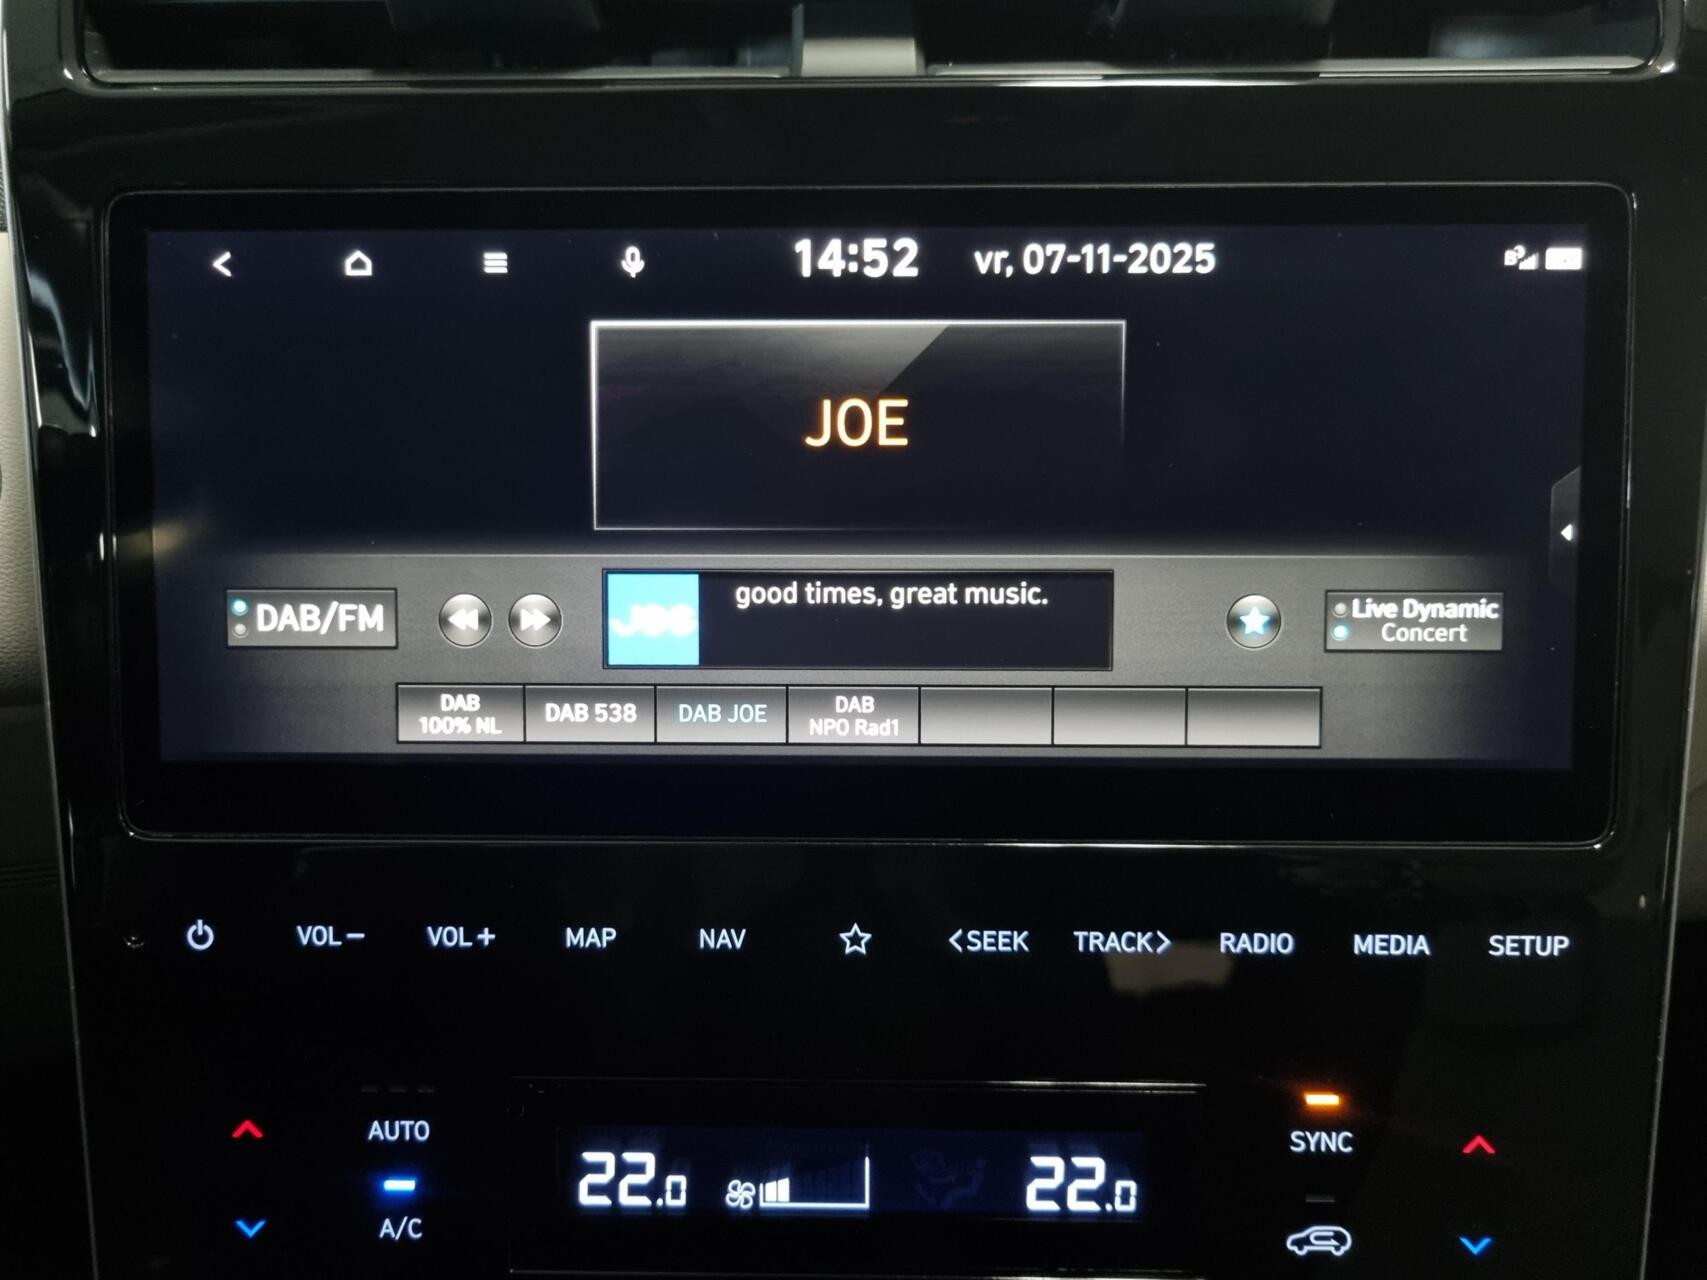 14:52 vr, 07-11-2025
JOE
DAB/FM
JOE
good times, great music.
Live Dynamic
Concert
DAB
100% NL
DAB 538
DAB JOE
DAB
NPO Rad1
VOL−
VOL+
MAP
NAV
<SEEK
TRACK>
RADIO
MEDIA
SETUP
AUTO
A/C
22.0
22.0
SYNC